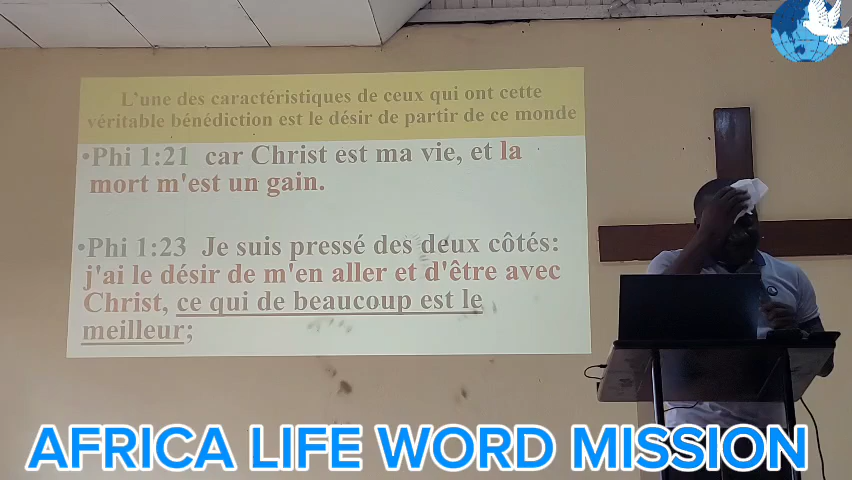 L'une des caractéristiques de ceux qui ont cette
véritable bénédiction est le désir de partir de ce monde
•Phi 1:21 car Christ est ma vie, et la
mort m'est un gain.
•Phi 1:23 Je suis pressé des deux côtés:
j'ai le désir de m'en aller et d'être avec
Christ, ce qui de beaucoup est le
meilleur;
AFRICA LIFE WORD MISSION